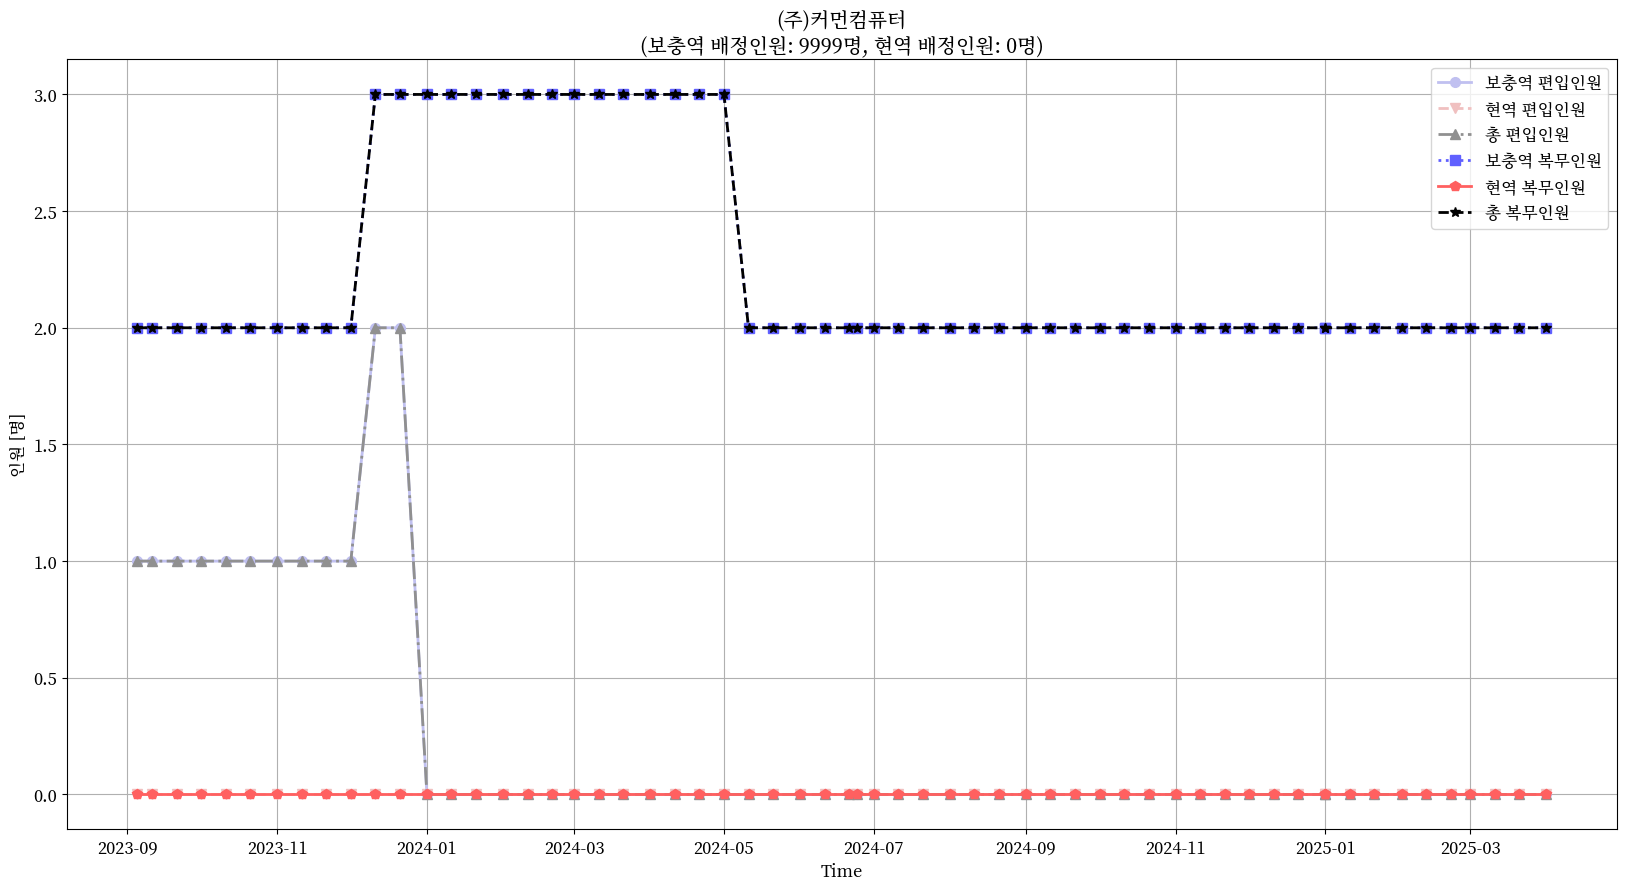 (주)커먼컴퓨터
(보충역 배정인원: 9999명, 현역 배정인원: 0명)
보충역 편입인원
현역 편입인원
총 편입인원
보충역 복무인원
현역 복무인원
총 복무인원
인원 [명]
3.0
2.5
2.0
1.5
1.0
0.5
0.0
2023-09 2023-11 2024-01 2024-03 2024-05 2024-07 2024-09 2024-11 2025-01 2025-03
Time